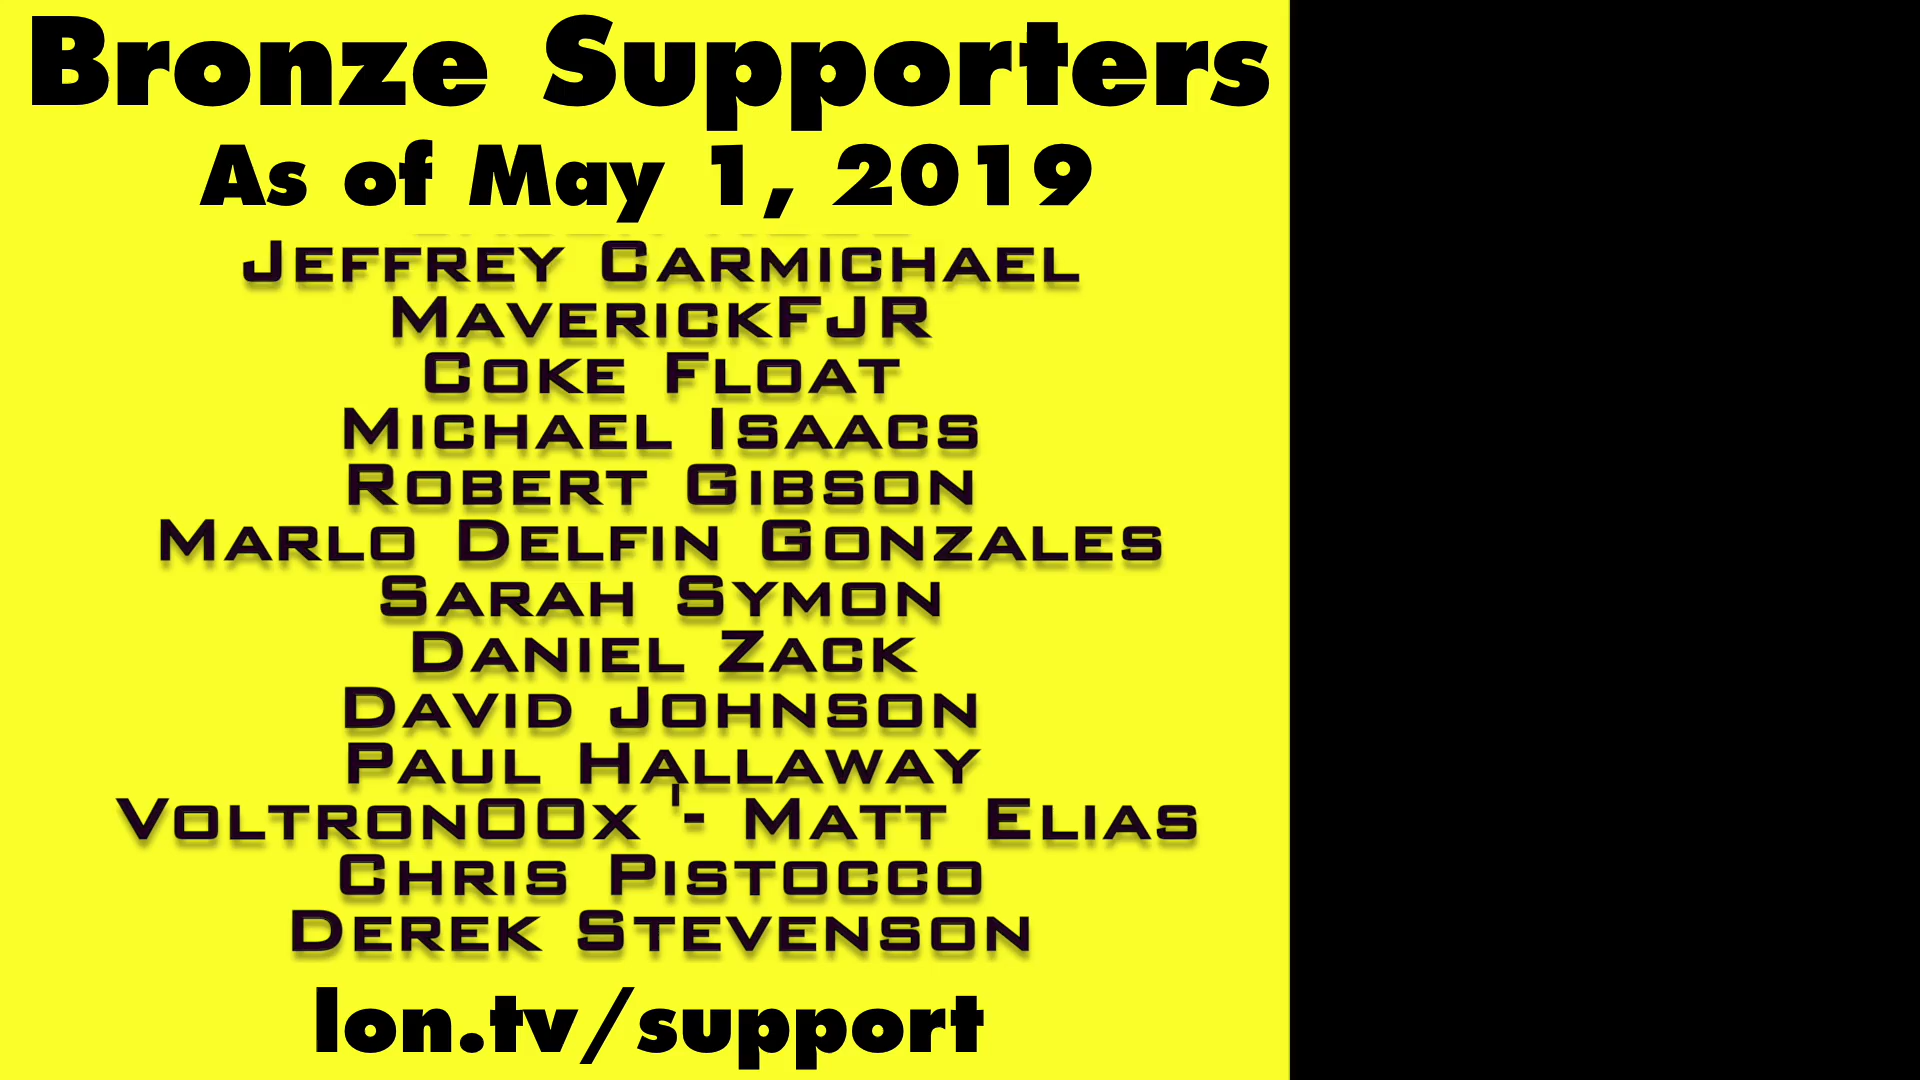 Bronze Supporters
As of May 1, 2019
Jeffrey Carmichael
MaverickFJR
Coke Float
Michael Isaacs
Robert Gibson
Marlo Delfin Gonzales
Sarah Symon
Daniel Zack
David Johnson
Paul Hallaway
Voltron00x '- Matt Elias
Chris Pistocco
Derek Stevenson
lon.tv/support